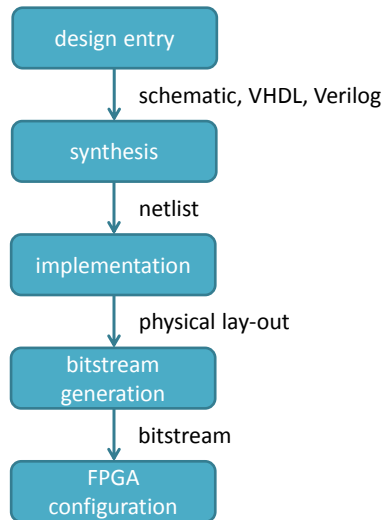 design entry
schematic, VHDL, Verilog
synthesis
netlist
implementation
physical lay-out
bitstream
generation
bitstream
FPGA
configuration